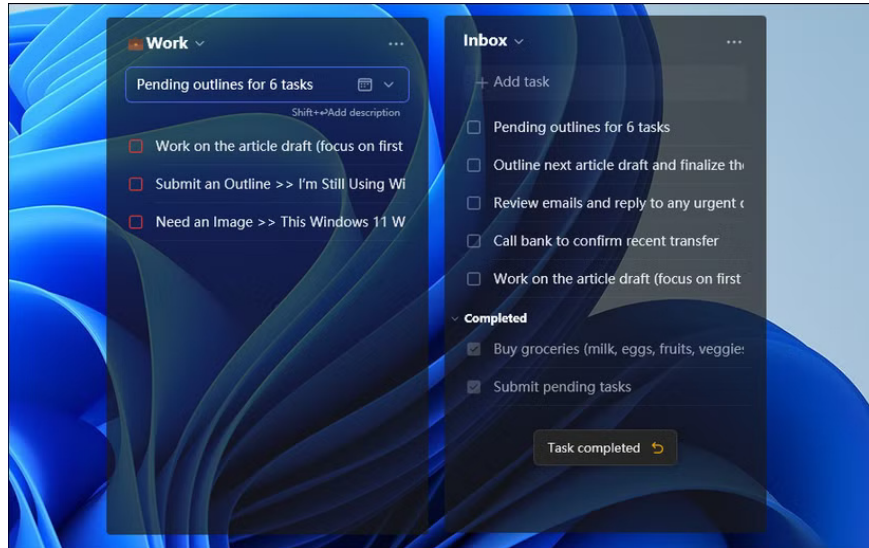 Work
Pending outlines for 6 tasks
Shift+↵Add description
Work on the article draft (focus on first
Submit an Outline >> I'm Still Using Wi
Need an Image >> This Windows 11 W
Inbox
+ Add task
Pending outlines for 6 tasks
Outline next article draft and finalize the
Review emails and reply to any urgent
Call bank to confirm recent transfer
Work on the article draft (focus on first
Completed
Buy groceries (milk, eggs, fruits, veggies
Submit pending tasks
Task completed